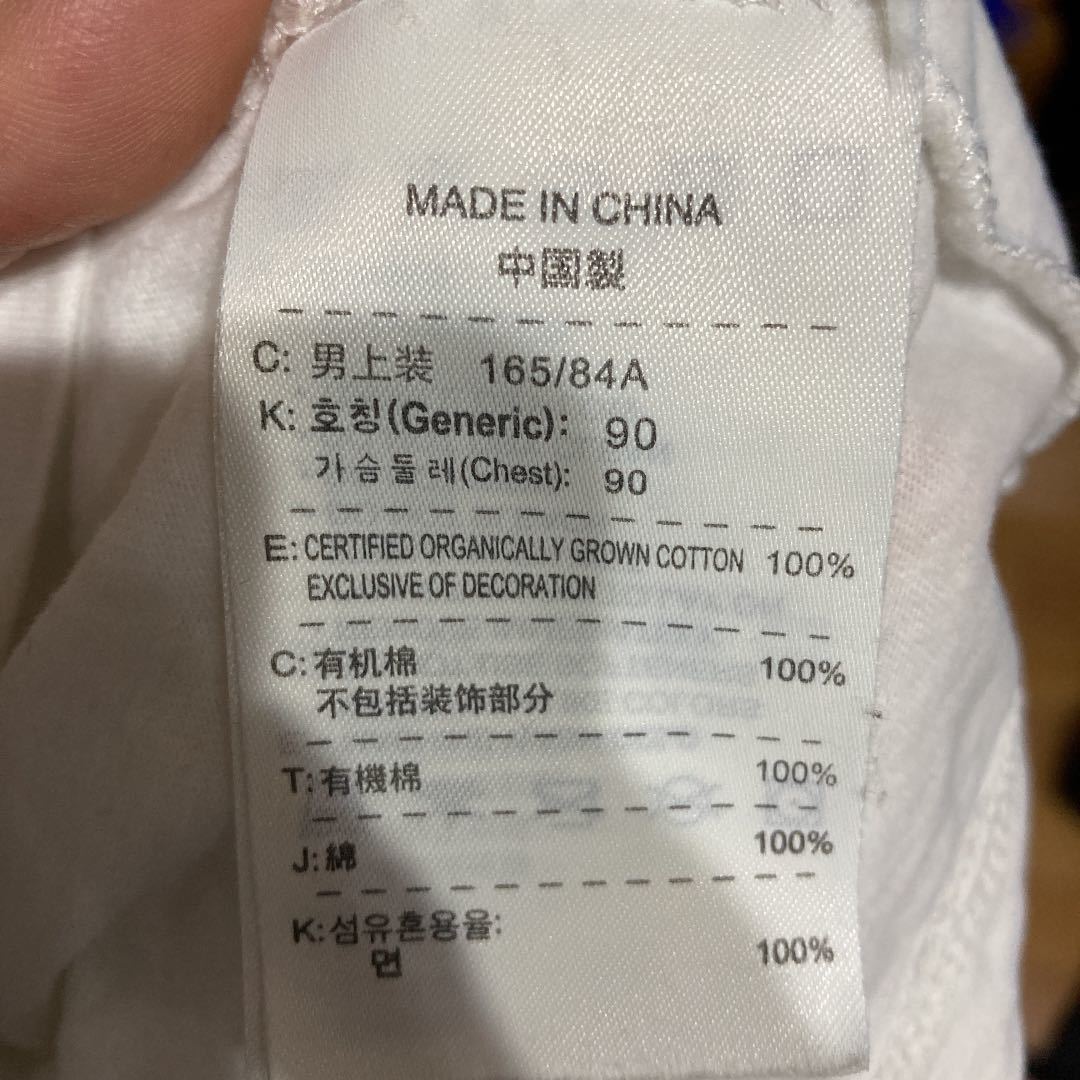 MADE IN CHINA
中国製
C: 男上装 165/84A
K: 호칭(Generic): 90
가슴둘레(Chest): 90
E: CERTIFIED ORGANICALLY GROWN COTTON 100%
EXCLUSIVE OF DECORATION
C: 有机棉 100%
不包括装饰部分
T: 有機棉 100%
J: 綿 100%
K: 섬유혼용율:
면 100%